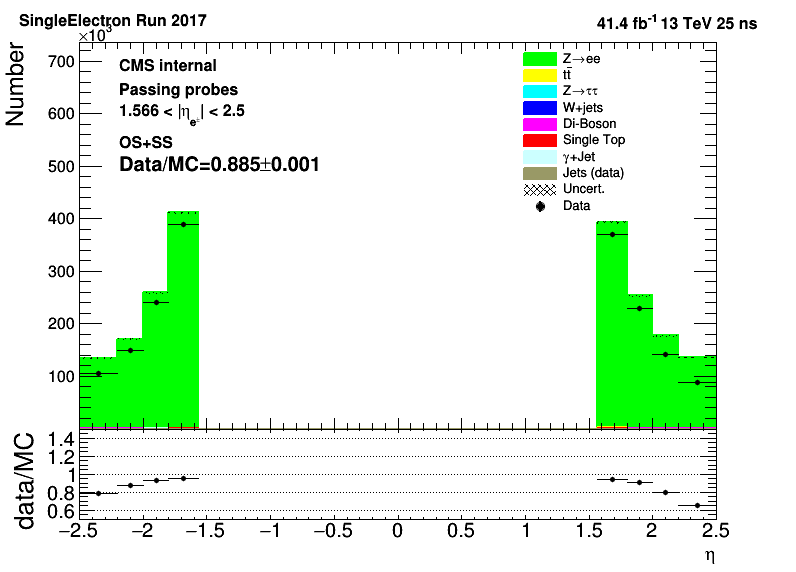 SingleElectron Run 2017
41.4 fb⁻¹ 13 TeV 25 ns
×10³
Number
CMS internal
Passing probes
1.566 < |η_e±| < 2.5
OS+SS
Data/MC=0.885±0.001
Z→ee
tt̄
Z→ττ
W+jets
Di-Boson
Single Top
γ+Jet
Jets (data)
Uncert.
Data
700
600
500
400
300
200
100
data/MC
1.4
1.2
1
0.8
0.6
−2.5 −2 −1.5 −1 −0.5 0 0.5 1 1.5 2 2.5
η